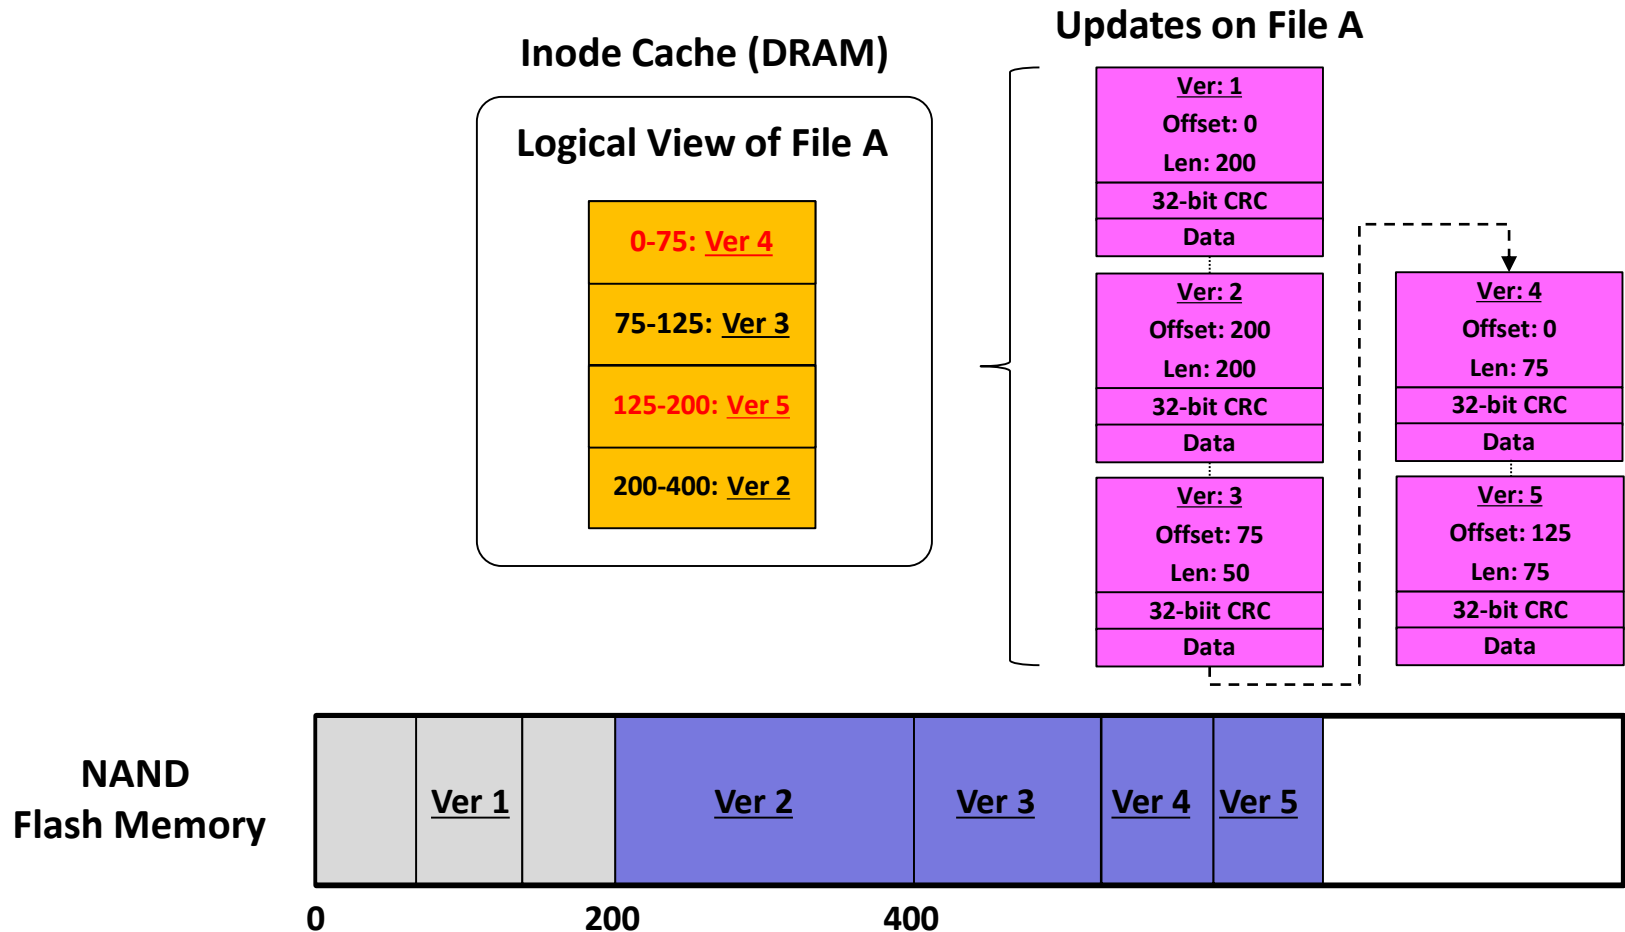 Updates on File A
Inode Cache (DRAM)
Logical View of File A
0-75: Ver 4
75-125: Ver 3
125-200: Ver 5
200-400: Ver 2
Ver: 1
Offset: 0
Len: 200
32-bit CRC
Data
Ver: 2
Offset: 200
Len: 200
32-bit CRC
Data
Ver: 3
Offset: 75
Len: 50
32-biit CRC
Data
Ver: 4
Offset: 0
Len: 75
32-bit CRC
Data
Ver: 5
Offset: 125
Len: 75
32-bit CRC
Data
NAND
Flash Memory
Ver 1
Ver 2
Ver 3
Ver 4
Ver 5
0
200
400